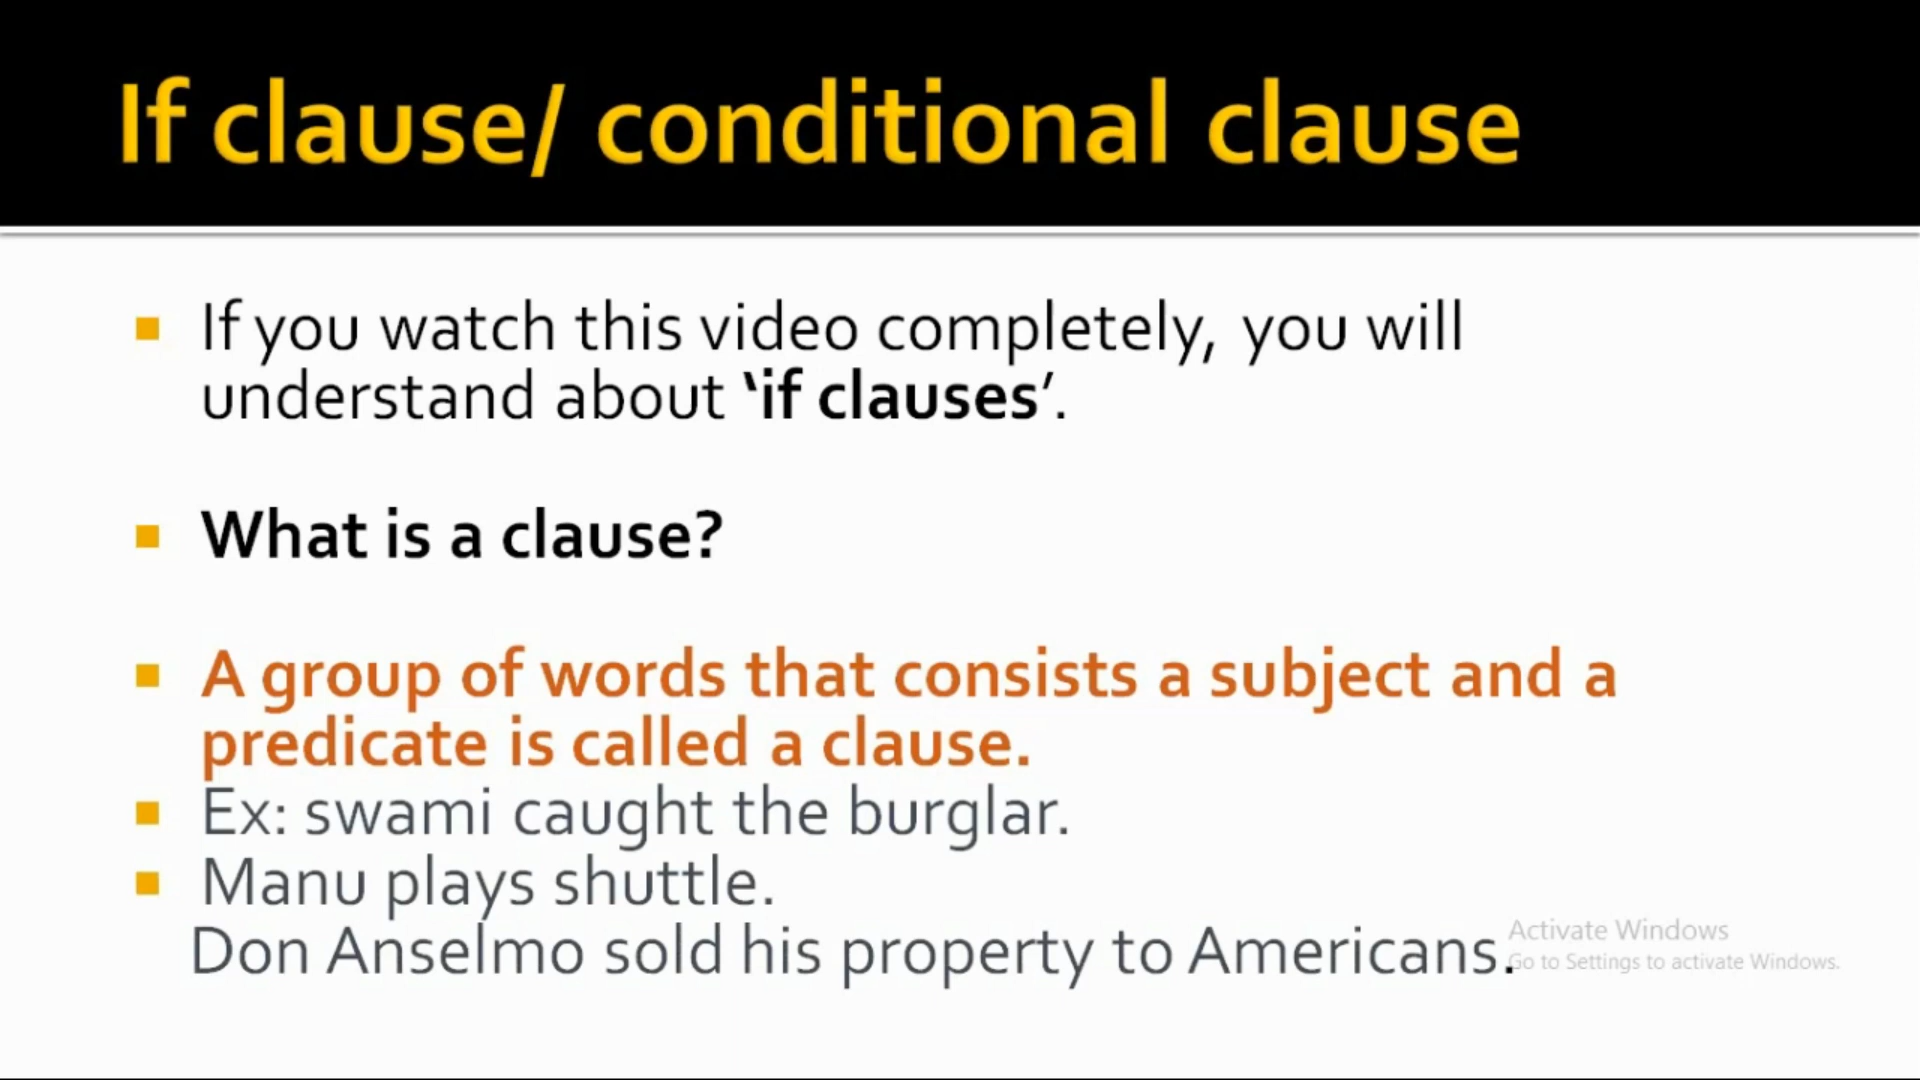 If clause/ conditional clause
If you watch this video completely, you will
understand about ‘if clauses’.
What is a clause?
A group of words that consists a subject and a
predicate is called a clause.
Ex: swami caught the burglar.
Manu plays shuttle.
Don Anselmo sold his property to Americans.
Activate Windows
Go to Settings to activate Windows.